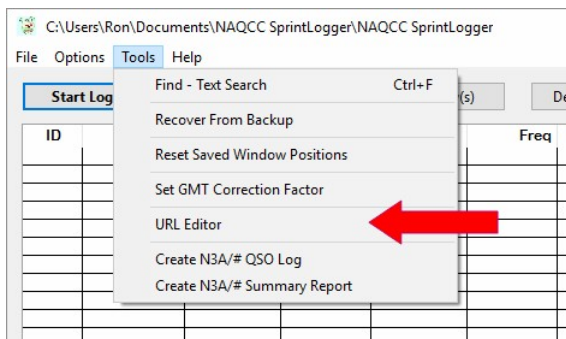 C:\Users\Ron\Documents\NAQCC SprintLogger\NAQCC SprintLogger
File Options Tools Help
Start Log
Find - Text Search Ctrl+F
(s)
De
ID
Freq
Recover From Backup
Reset Saved Window Positions
Set GMT Correction Factor
URL Editor
Create N3A/# QSO Log
Create N3A/# Summary Report